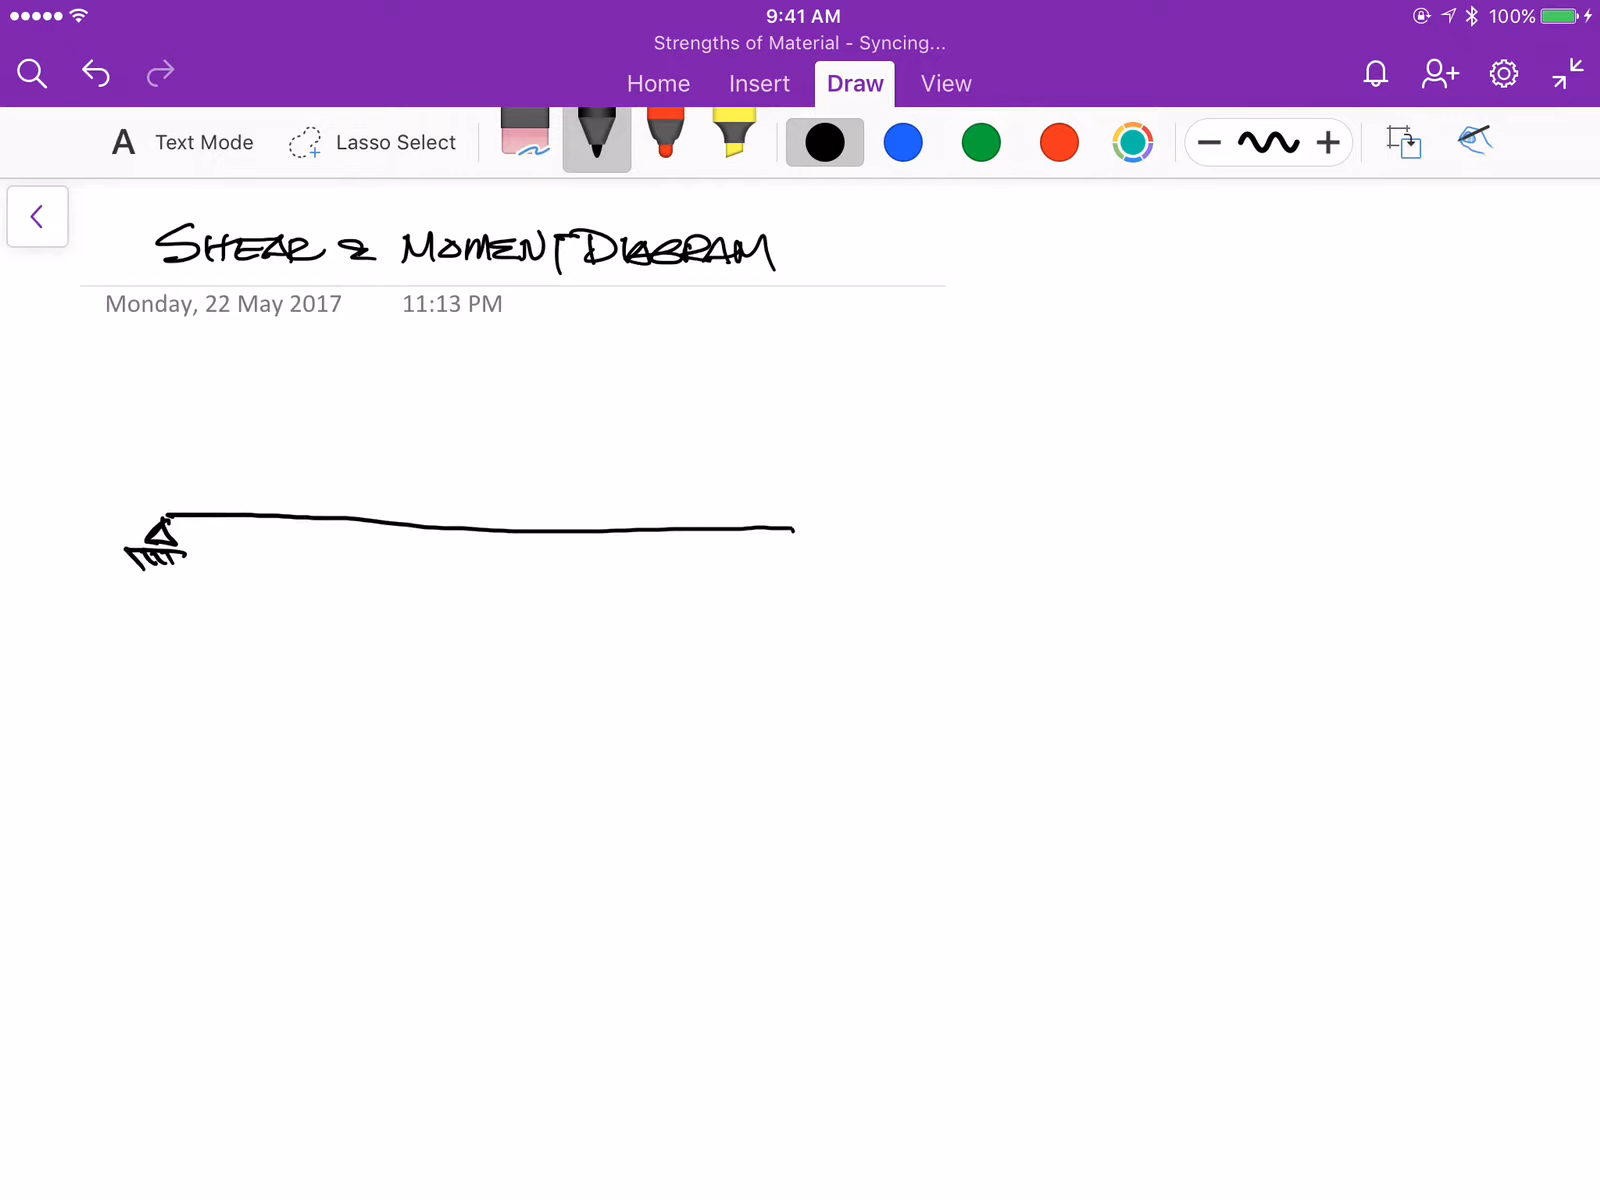 9:41 AM
100%
Strengths of Material - Syncing...
Home Insert Draw View
A Text Mode Lasso Select
SHEAR & MOMENT DIAGRAM
Monday, 22 May 2017 11:13 PM